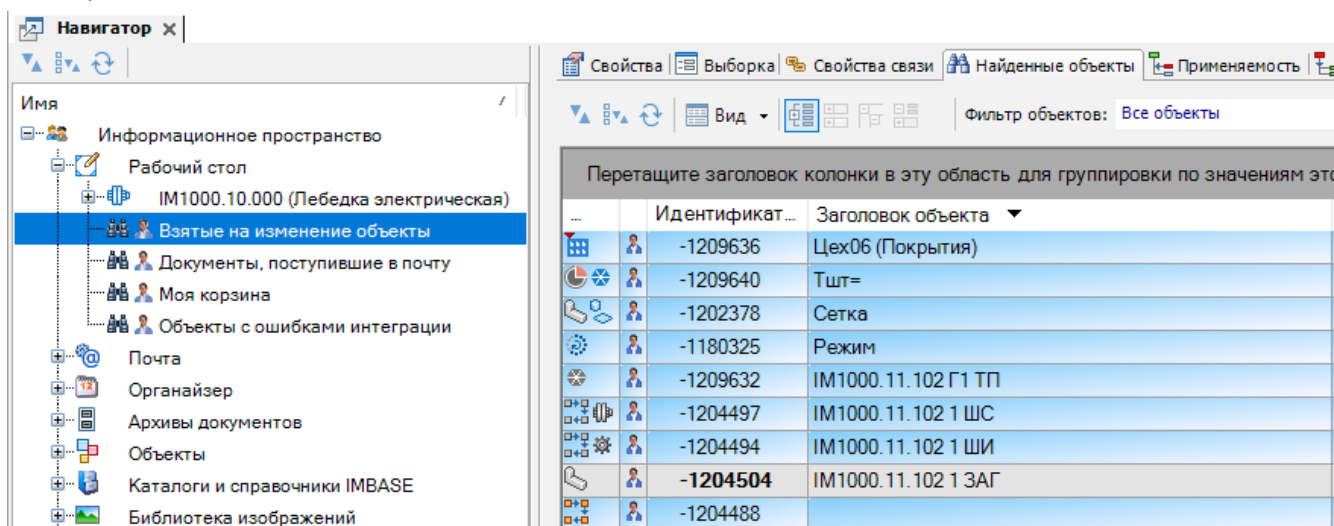 Навигатор
Имя
Информационное пространство
Рабочий стол
IM1000.10.000 (Лебедка электрическая)
Взятые на изменение объекты
Документы, поступившие в почту
Моя корзина
Объекты с ошибками интеграции
Почта
Органайзер
Архивы документов
Объекты
Каталоги и справочники IMBASE
Библиотека изображений
Свойства Выборка Свойства связи Найденные объекты Применяемость
Вид Фильтр объектов: Все объекты
Перетащите заголовок колонки в эту область для группировки по значениям это
... Идентификат... Заголовок объекта
-1209636 Цех06 (Покрытия)
-1209640 Тшт=
-1202378 Сетка
-1180325 Режим
-1209632 IM1000.11.102 Г1 ТП
-1204497 IM1000.11.102 1 ШС
-1204494 IM1000.11.102 1 ШИ
-1204504 IM1000.11.102 1 ЗАГ
-1204488